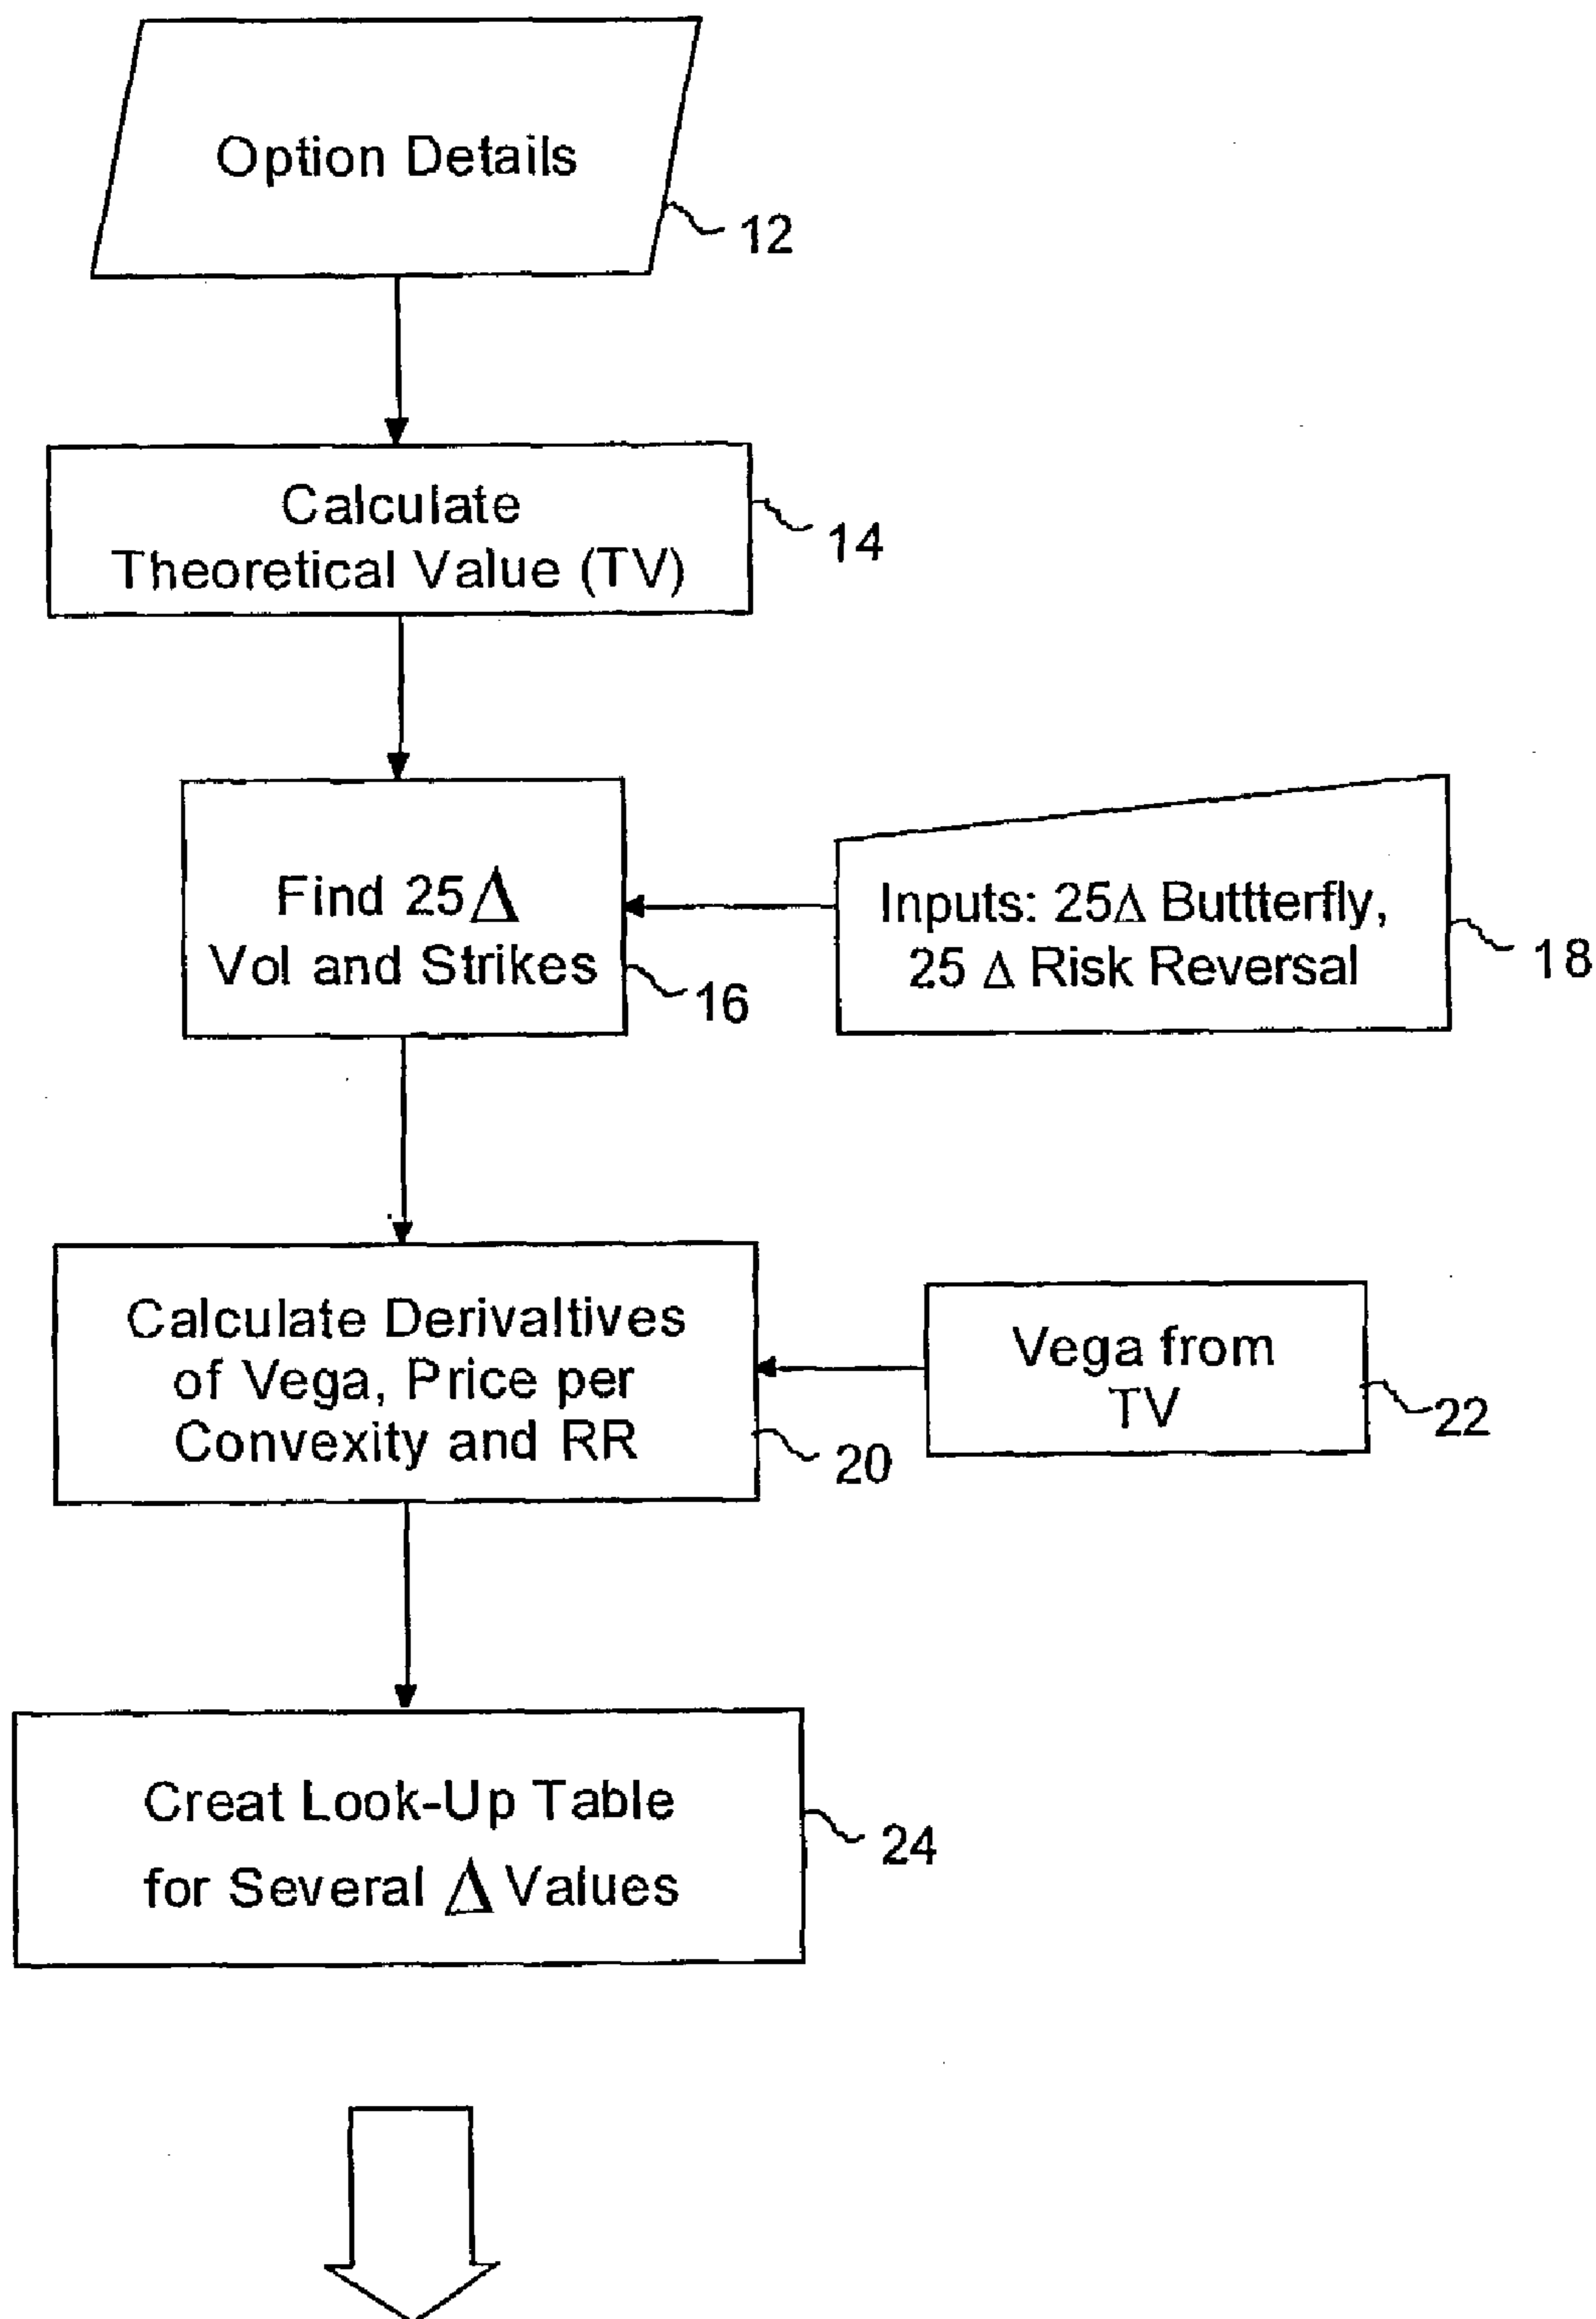 Option Details
12
Calculate
Theoretical Value (TV)
14
Find 25Δ
Vol and Strikes
16
Inputs: 25Δ Buttterfly,
25 Δ Risk Reversal
18
Calculate Derivaltives
of Vega, Price per
Convexity and RR
20
Vega from
TV
22
Creat Look-Up Table
for Several Δ Values
24